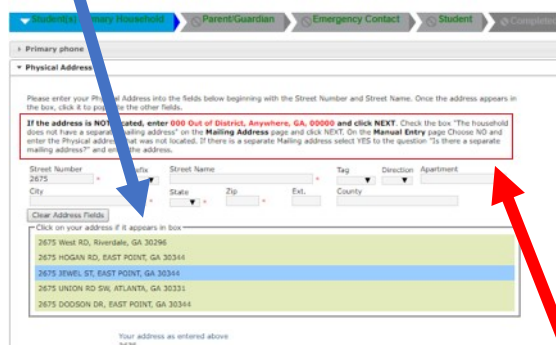 Student(s) Primary Household Parent/Guardian Emergency Contact Student Completed
Primary phone
Physical Address
Please enter your Physical Address into the fields below beginning with the Street Number and Street Name. Once the address appears in
the box, click it to populate the other fields.
If the address is NOT located, enter 000 Out of District, Anywhere, GA, 00000 and click NEXT. Check the box "The household
does not have a separate mailing address" on the Mailing Address page and click NEXT. On the Manual Entry page Choose NO and
enter the Physical address that was not located. If there is a separate Mailing address select YES to the question "Is there a separate
mailing address?" and enter the address.
Street Number Prefix Street Name Tag Direction Apartment
2675 * *
City State Zip Ext. County
* * *
Clear Address Fields
Click on your address if it appears in box
2675 West RD, Riverdale, GA 30296
2675 HOGAN RD, EAST POINT, GA 30344
2675 JEWEL ST, EAST POINT, GA 30344
2675 UNION RD SW, ATLANTA, GA 30331
2675 DODSON DR, EAST POINT, GA 30344
Your address as entered above
2675